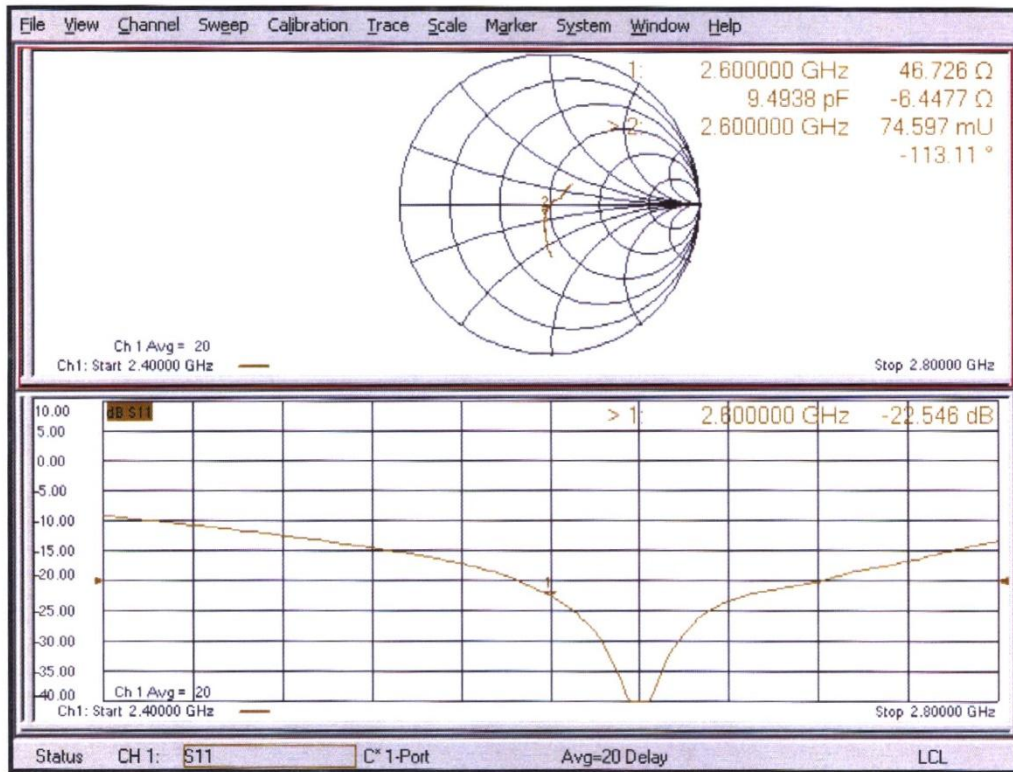 File View Channel Sweep Calibration Trace Scale Marker System Window Help
1: 2.600000 GHz 46.726 Ω
9.4938 pF -6.4477 Ω
> 2: 2.600000 GHz 74.597 mU
-113.11 °
2
Ch 1 Avg = 20
Ch1: Start 2.40000 GHz Stop 2.80000 GHz
10.00
dB S11
> 1: 2.600000 GHz -22.546 dB
5.00
0.00
-5.00
-10.00
-15.00
-20.00
1
-25.00
-30.00
-35.00
-40.00
Ch 1 Avg = 20
Ch1: Start 2.40000 GHz Stop 2.80000 GHz
Status CH 1: S11 C* 1-Port Avg=20 Delay LCL